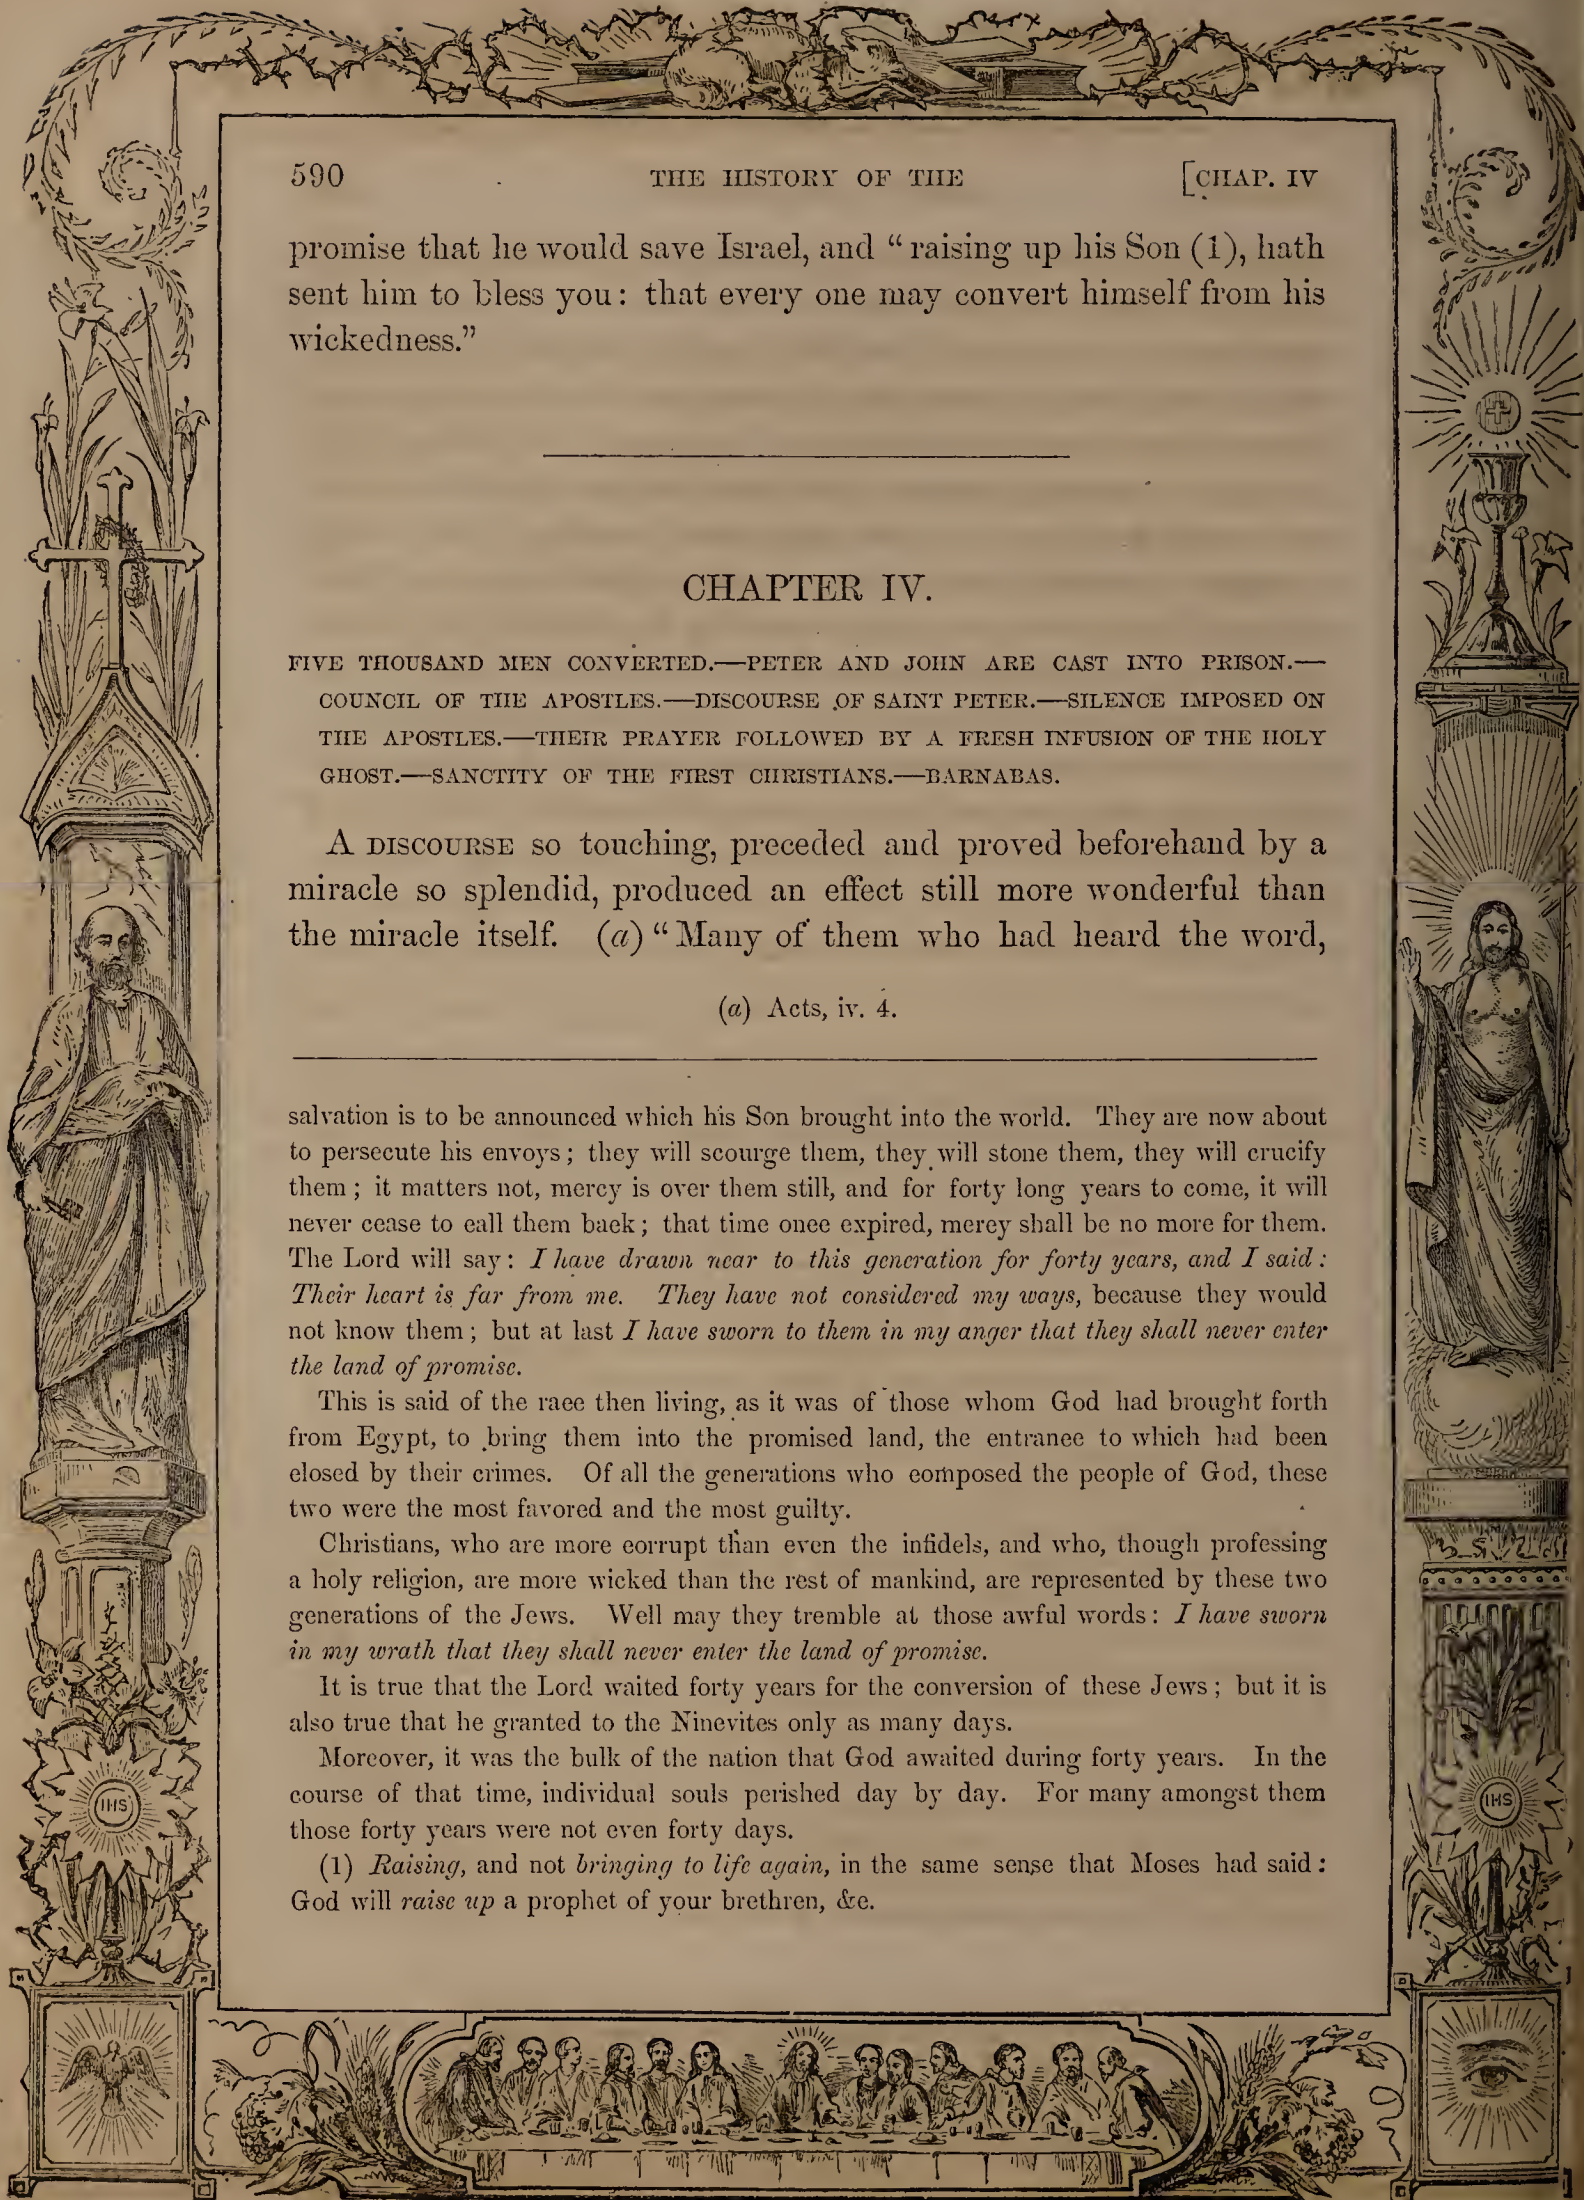 590 THE HISTORY OF THE [CHAP. IV
promise that he would save Israel, and “raising up his Son (1), hath
sent him to bless you: that every one may convert himself from his
wickedness.”
CHAPTER IV.
FIVE THOUSAND MEN CONVERTED.—PETER AND JOHN ARE CAST INTO PRISON.—
COUNCIL OF THE APOSTLES.—DISCOURSE OF SAINT PETER.—SILENCE IMPOSED ON
THE APOSTLES.—THEIR PRAYER FOLLOWED BY A FRESH INFUSION OF THE HOLY
GHOST.—SANCTITY OF THE FIRST CHRISTIANS.—BARNABAS.
A DISCOURSE so touching, preceded and proved beforehand by a
miracle so splendid, produced an effect still more wonderful than
the miracle itself. (a) “Many of them who had heard the word,
(a) Acts, iv. 4.
salvation is to be announced which his Son brought into the world. They are now about
to persecute his envoys; they will scourge them, they will stone them, they will crucify
them; it matters not, mercy is over them still, and for forty long years to come, it will
never cease to call them back; that time once expired, mercy shall be no more for them.
The Lord will say: I have drawn near to this generation for forty years, and I said:
Their heart is far from me. They have not considered my ways, because they would
not know them; but at last I have sworn to them in my anger that they shall never enter
the land of promise.
This is said of the race then living, as it was of those whom God had brought forth
from Egypt, to bring them into the promised land, the entrance to which had been
closed by their crimes. Of all the generations who composed the people of God, these
two were the most favored and the most guilty.
Christians, who are more corrupt than even the infidels, and who, though professing
a holy religion, are more wicked than the rest of mankind, are represented by these two
generations of the Jews. Well may they tremble at those awful words: I have sworn
in my wrath that they shall never enter the land of promise.
It is true that the Lord waited forty years for the conversion of these Jews; but it is
also true that he granted to the Ninevites only as many days.
Moreover, it was the bulk of the nation that God awaited during forty years. In the
course of that time, individual souls perished day by day. For many amongst them
those forty years were not even forty days.
(1) Raising, and not bringing to life again, in the same sense that Moses had said:
God will raise up a prophet of your brethren, &c.
IHS
IHS